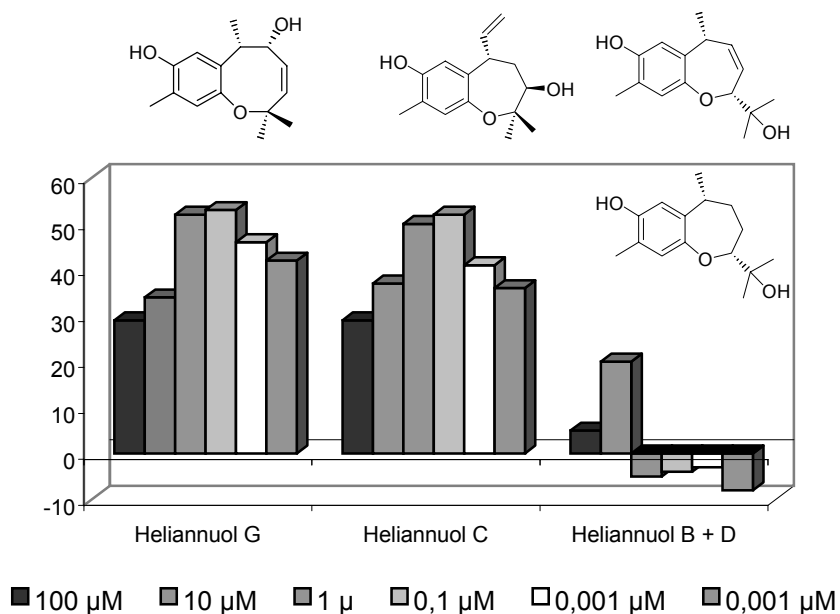 OH
HO
O
HO
OH
O
HO
O
OH
60
50
40
30
20
10
0
-10
HO
O
OH
Heliannuol G Heliannuol C Heliannuol B + D
100 µM 10 µM 1 µ 0,1 µM 0,001 µM 0,001 µM